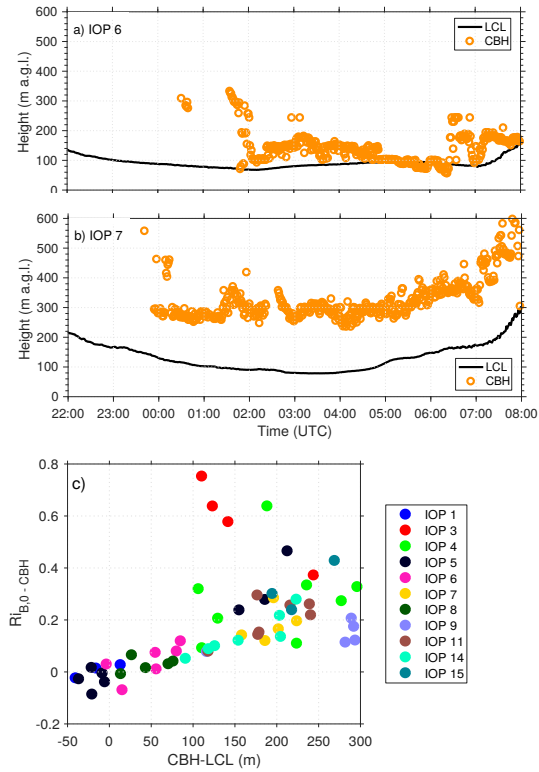 600
a) IOP 6
LCL
CBH
500
400
300
200
100
0
Height (m a.g.l.)
600
b) IOP 7
500
400
300
200
100
0
Height (m a.g.l.)
LCL
CBH
22:00 23:00 00:00 01:00 02:00 03:00 04:00 05:00 06:00 07:00 08:00
Time (UTC)
c)
0.8
0.6
0.4
0.2
0
-0.2
Ri B,0 - CBH
-50 0 50 100 150 200 250 300
CBH-LCL (m)
IOP 1
IOP 3
IOP 4
IOP 5
IOP 6
IOP 7
IOP 8
IOP 9
IOP 11
IOP 14
IOP 15